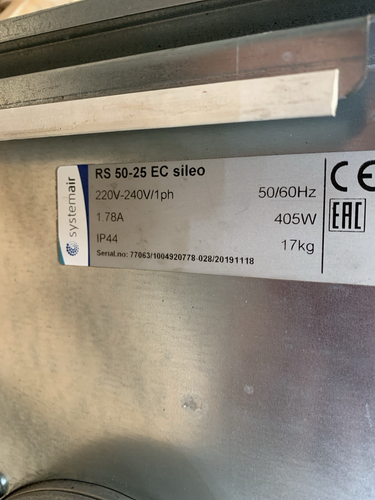 systemair
RS 50-25 EC sileo
220V-240V/1ph 50/60Hz
1.78A 405W
IP44 17kg
Serial.no: 77063/1004920778-028/20191118
CE
EAC